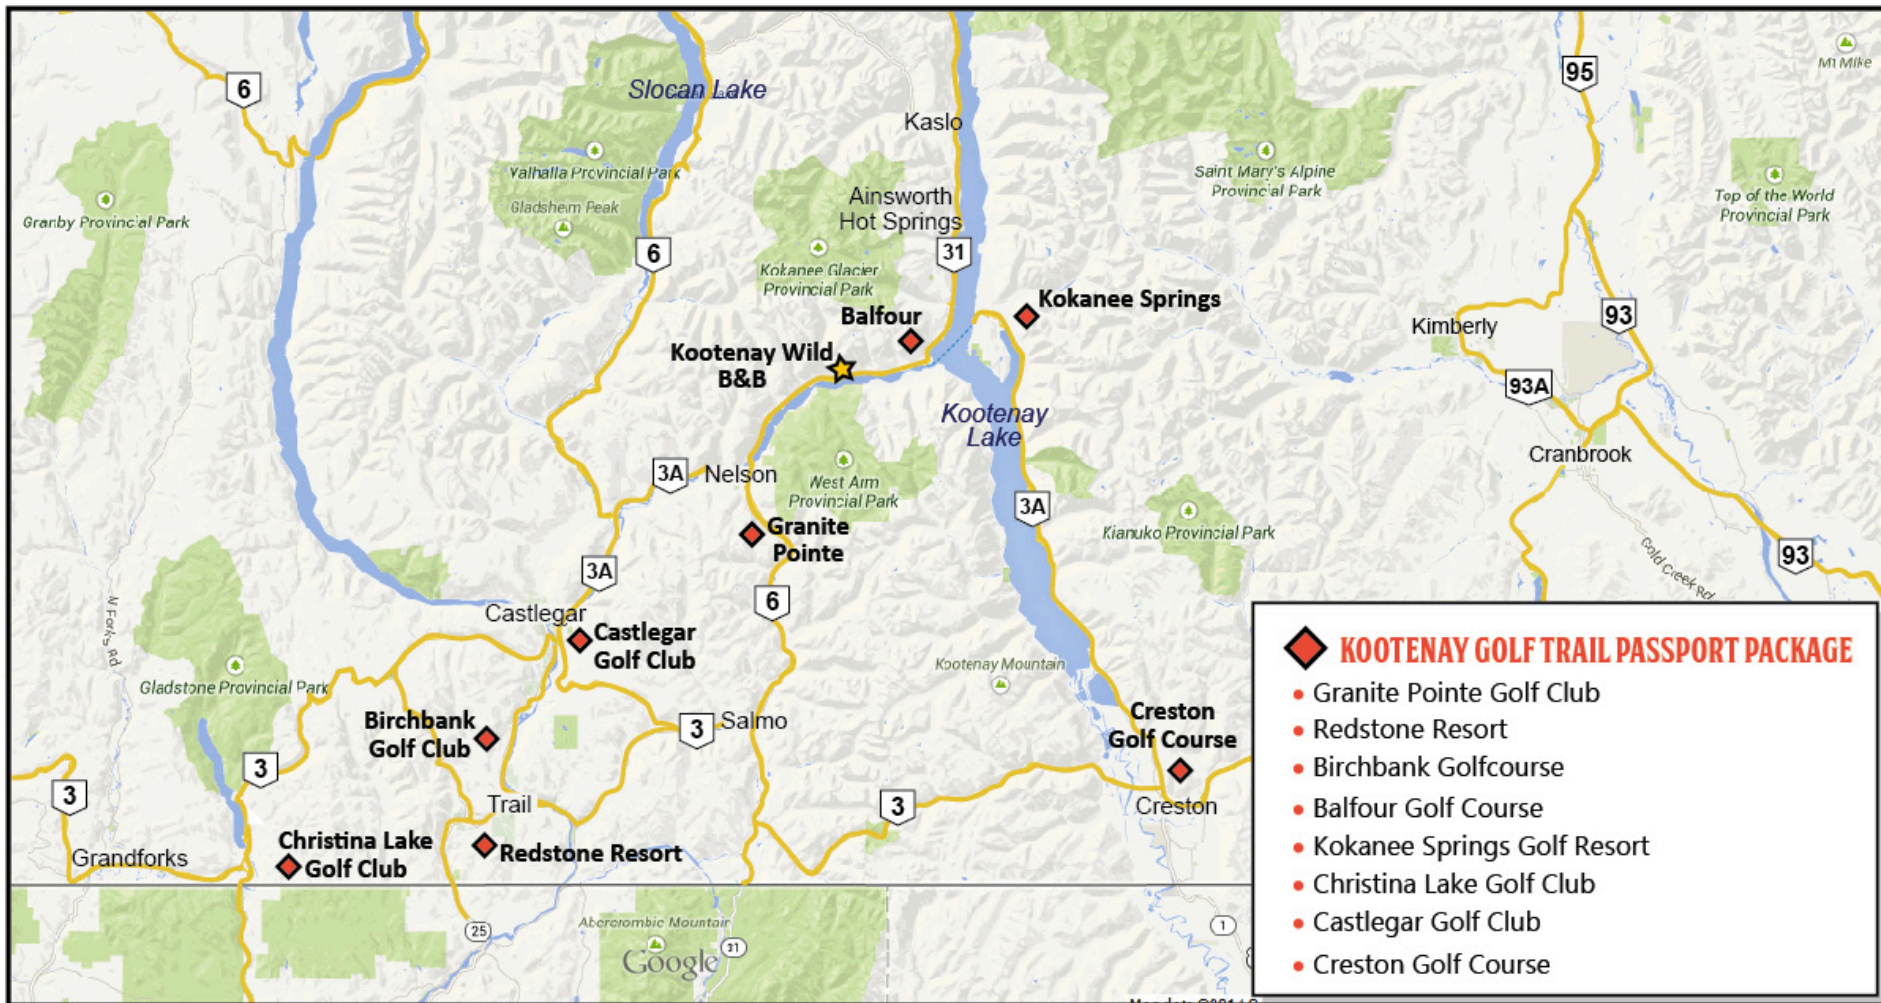 6
Slocan Lake
95
Mt Mike
Kaslo
Valhalla Provincial Park
Saint Mary's Alpine
Provincial Park
Granby Provincial Park
Gladsheim Peak
Ainsworth
Hot Springs
Top of the World
Provincial Park
6
31
Kokanee Glacier
Provincial Park
Kokanee Springs
Balfour
93
Kimberly
Kootenay Wild
B&B
93A
Kootenay
Lake
Cranbrook
3A
Nelson
West Arm
Provincial Park
3A
Kianuko Provincial Park
Granite
Pointe
93
Gold Creek Rd
3A
6
N Forks Rd
Castlegar
Castlegar
Golf Club
Kootenay Mountain
Gladstone Provincial Park
Birchbank
Golf Club
3
Salmo
Creston
Golf Course
3
3
Trail
3
Creston
Christina Lake
Golf Club
Redstone Resort
Grandforks
25
Abercrombie Mountain
31
Google
1
KOOTENAY GOLF TRAIL PASSPORT PACKAGE
• Granite Pointe Golf Club
• Redstone Resort
• Birchbank Golfcourse
• Balfour Golf Course
• Kokanee Springs Golf Resort
• Christina Lake Golf Club
• Castlegar Golf Club
• Creston Golf Course